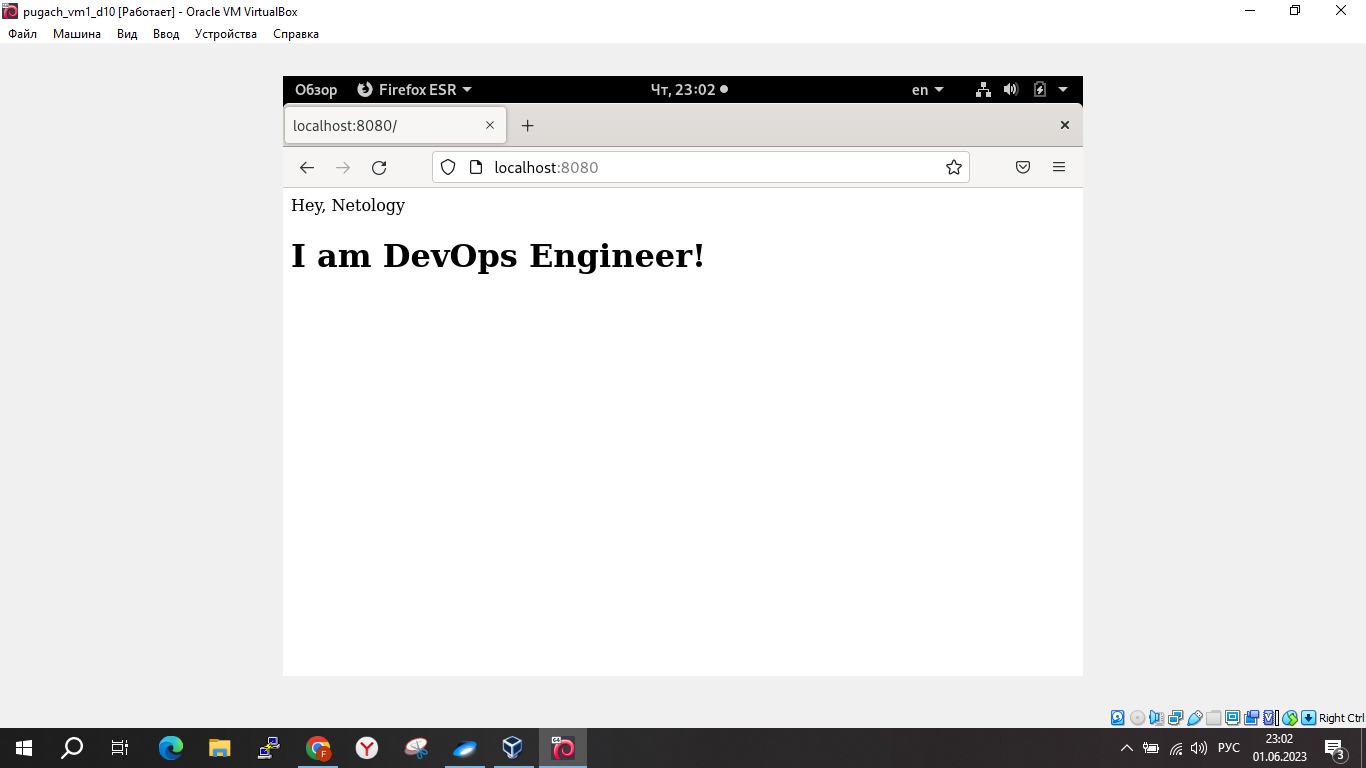 pugach_vm1_d10 [Работает] - Oracle VM VirtualBox
Файл Машина Вид Ввод Устройства Справка
Обзор Firefox ESR Чт, 23:02 en
localhost:8080/
localhost:8080
Hey, Netology
I am DevOps Engineer!
Right Ctrl
РУС 23:02
01.06.2023 3